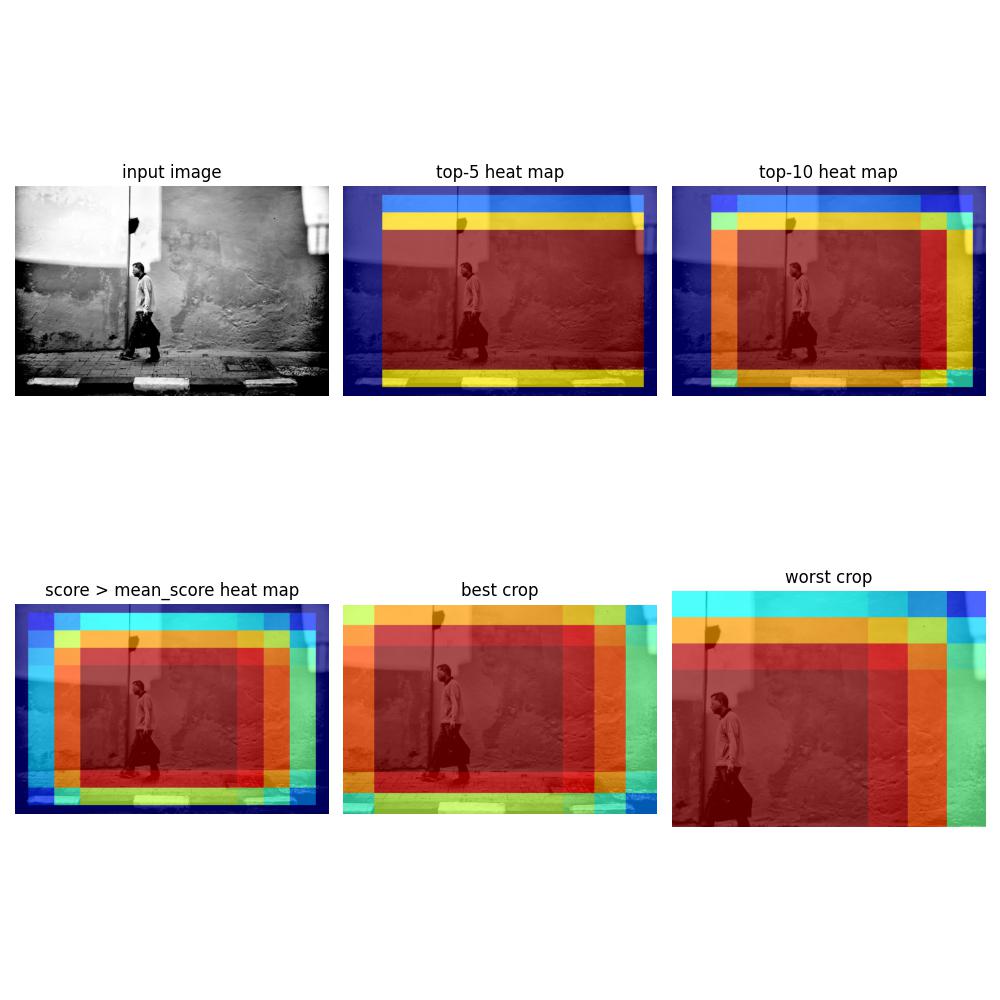 input image
top-5 heat map
top-10 heat map
score > mean_score heat map
best crop
worst crop